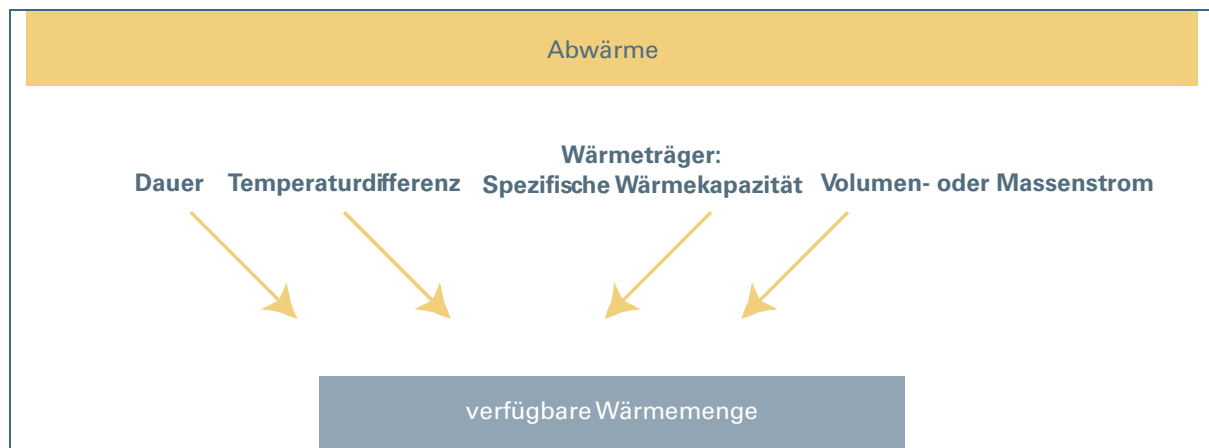 Abwärme
Dauer
Temperaturdifferenz
Wärmeträger:
Spezifische Wärmekapazität
Volumen- oder Massenstrom
verfügbare Wärmemenge